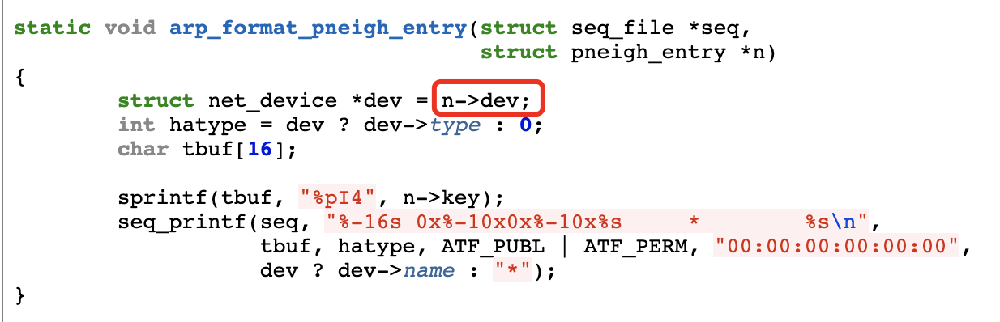 static void arp_format_pneigh_entry(struct seq_file *seq,
struct pneigh_entry *n)
{
struct net_device *dev = n->dev;
int hatype = dev ? dev->type : 0;
char tbuf[16];
sprintf(tbuf, "%pI4", n->key);
seq_printf(seq, "%-16s 0x%-10x0x%-10x%s     *        %s\n",
tbuf, hatype, ATF_PUBL | ATF_PERM, "00:00:00:00:00:00",
dev ? dev->name : "*");
}